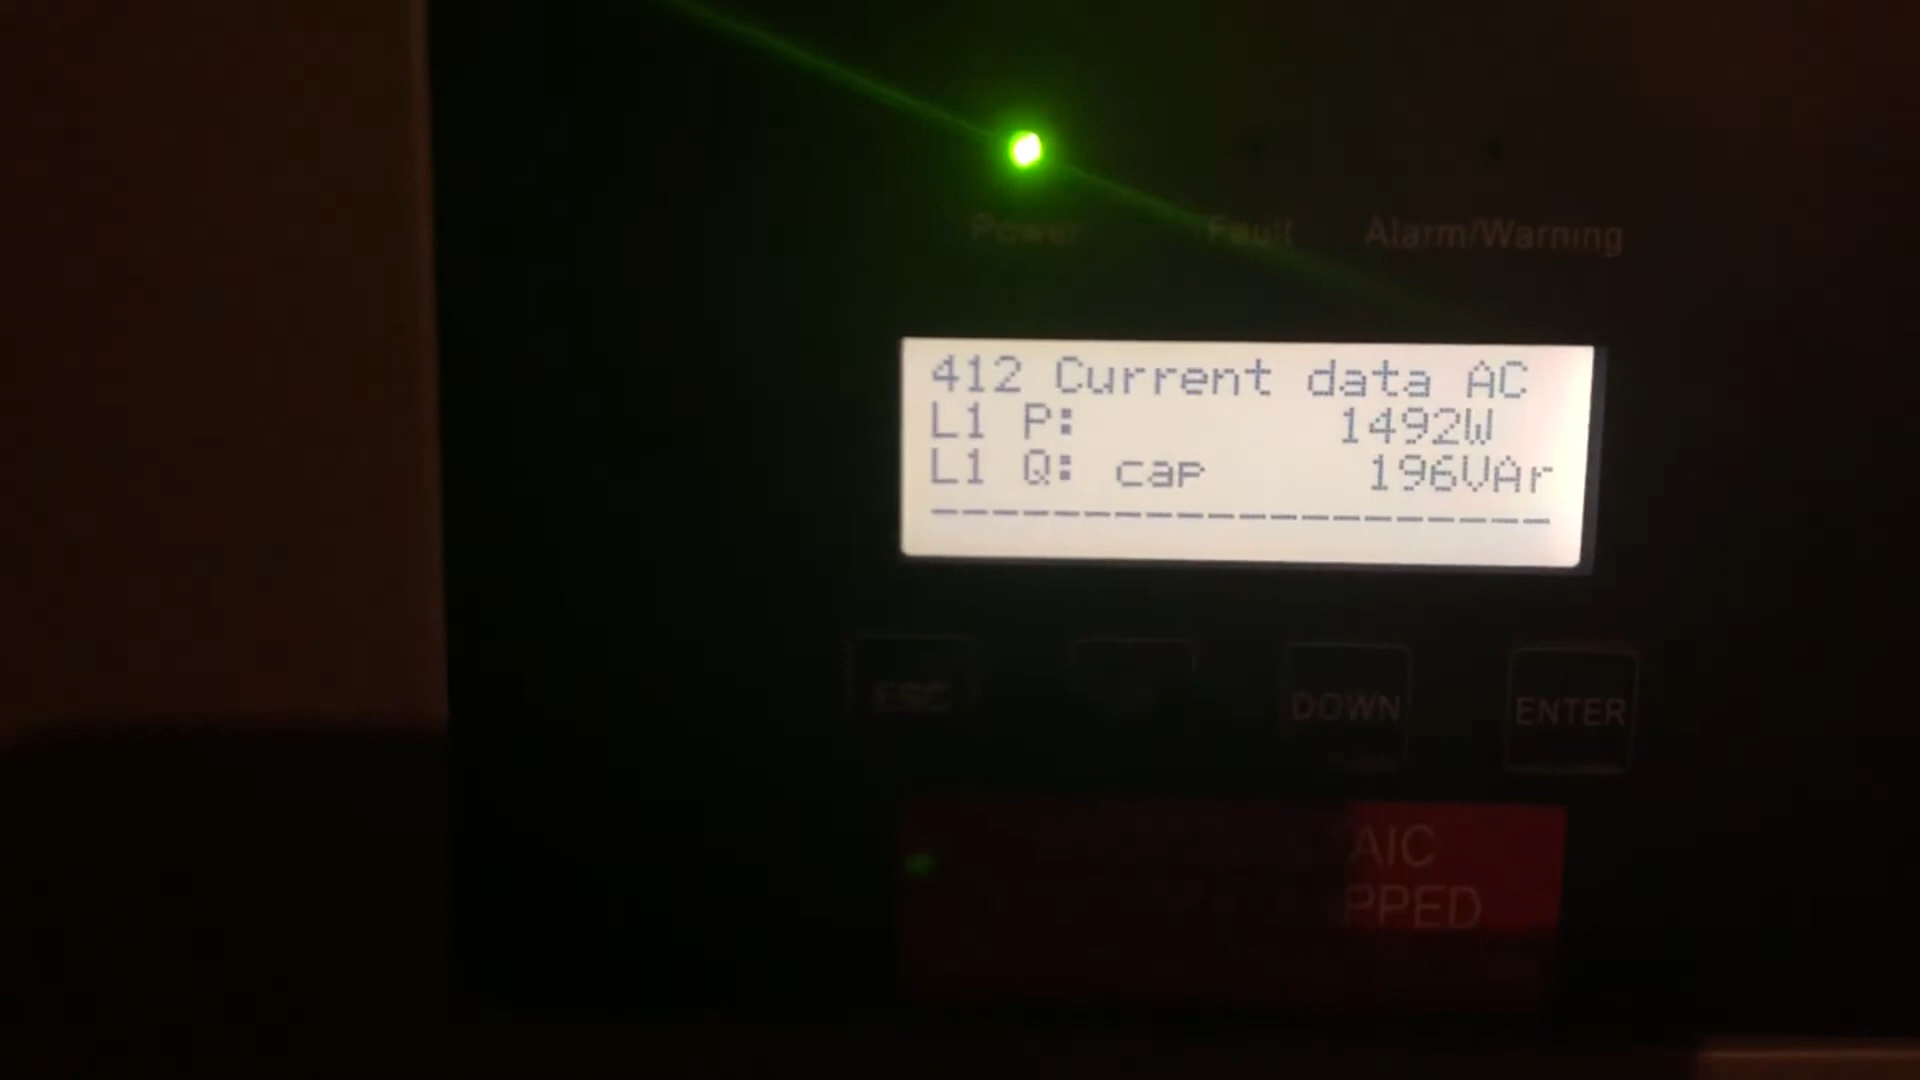 Power Fault Alarm/Warning
412 Current data AC
L1 P: 1492W
L1 Q: cap 196VAr
--------------------
ESC DOWN ENTER
AIC
PPED